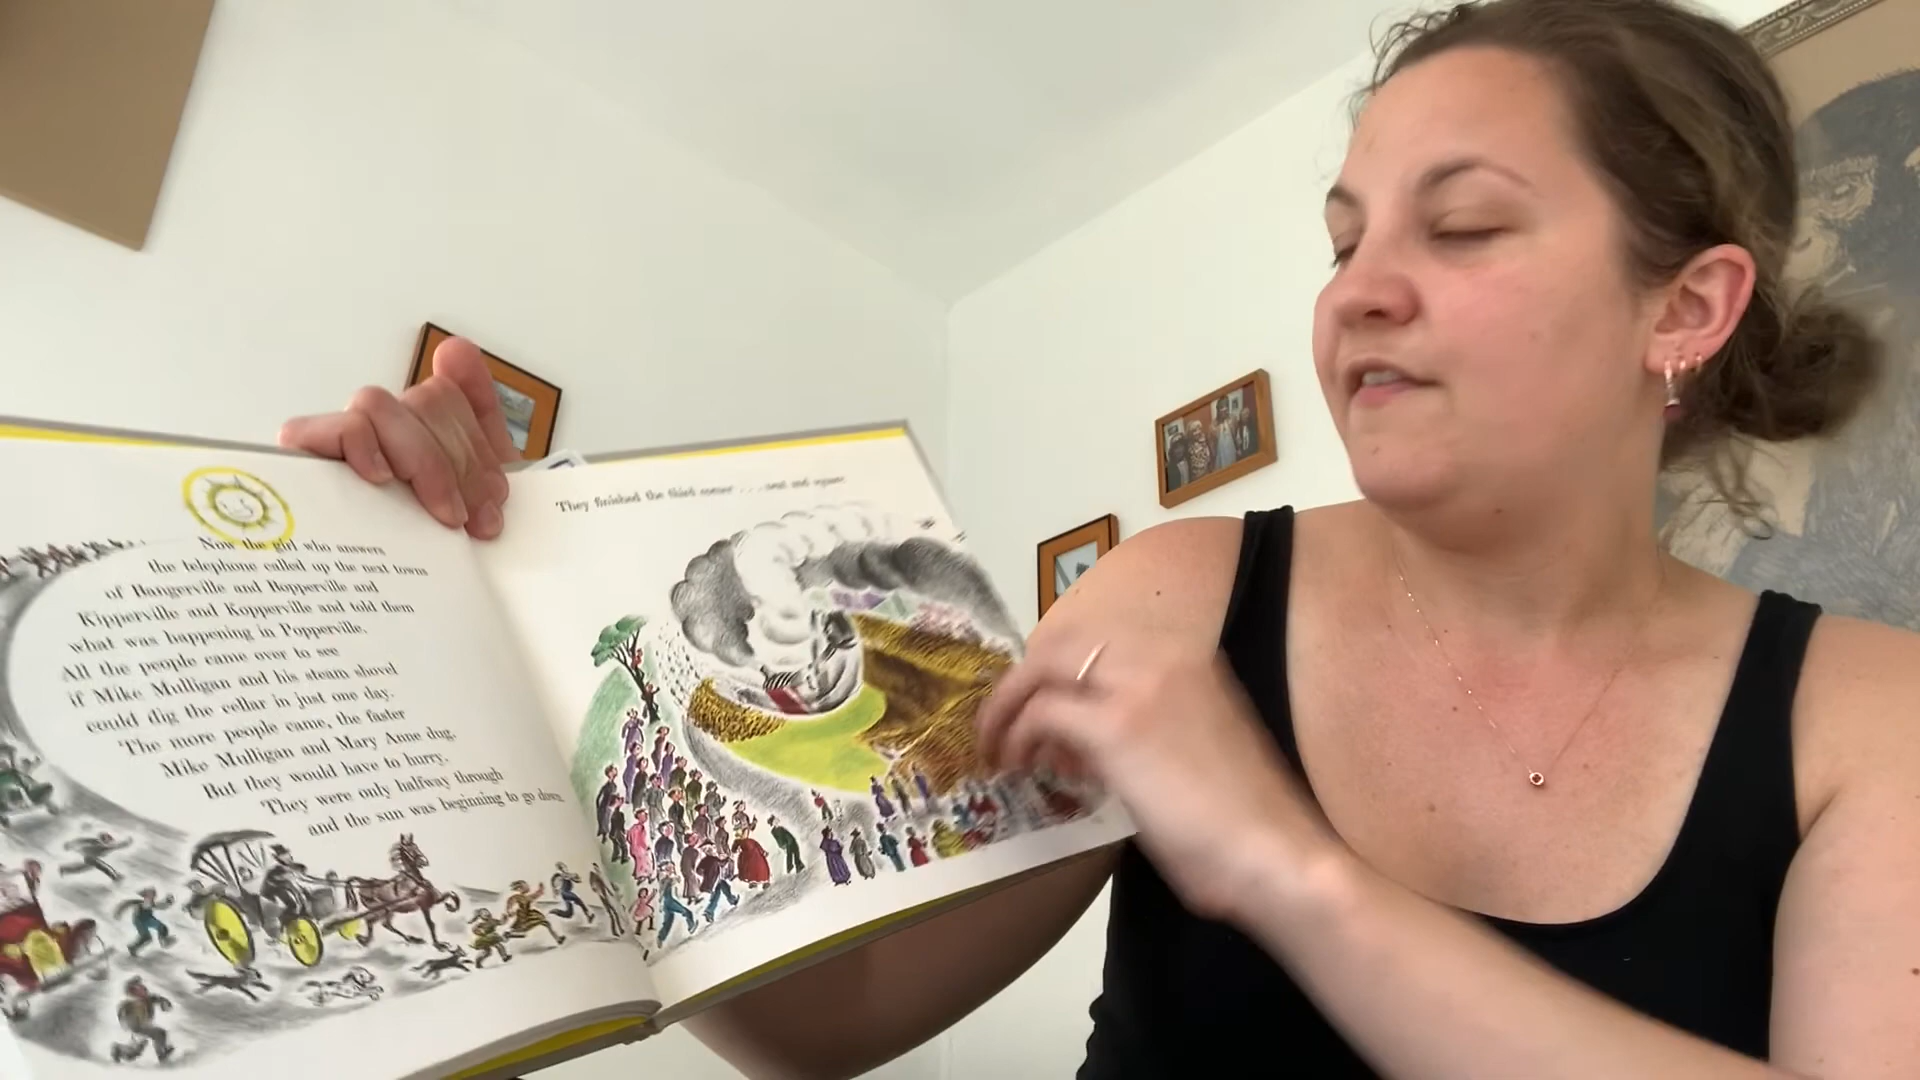 Now the girl who answers
the telephone called up the next towns
of Bangerville and Bopperville and
Kipperville and Kopperville and told them
what was happening in Popperville.
All the people came over to see
if Mike Mulligan and his steam shovel
could dig the cellar in just one day.
The more people came, the faster
Mike Mulligan and Mary Anne dug.
But they would have to hurry.
They were only halfway through
and the sun was beginning to go down.
They finished the third corner . . . neat and square.